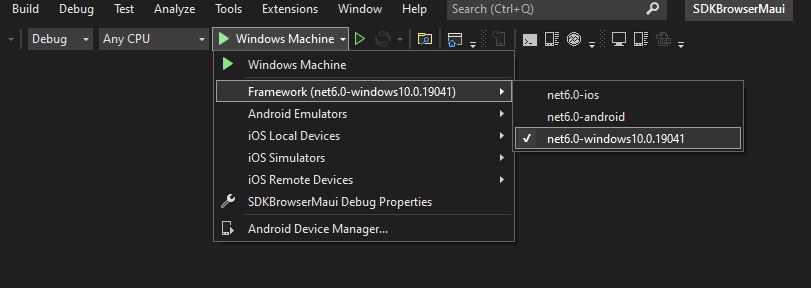 Build Debug Test Analyze Tools Extensions Window Help Search (Ctrl+Q) SDKBrowserMaui
Debug Any CPU Windows Machine
Windows Machine
Framework (net6.0-windows10.0.19041)
Android Emulators
iOS Local Devices
iOS Simulators
iOS Remote Devices
SDKBrowserMaui Debug Properties
Android Device Manager...
net6.0-ios
net6.0-android
net6.0-windows10.0.19041